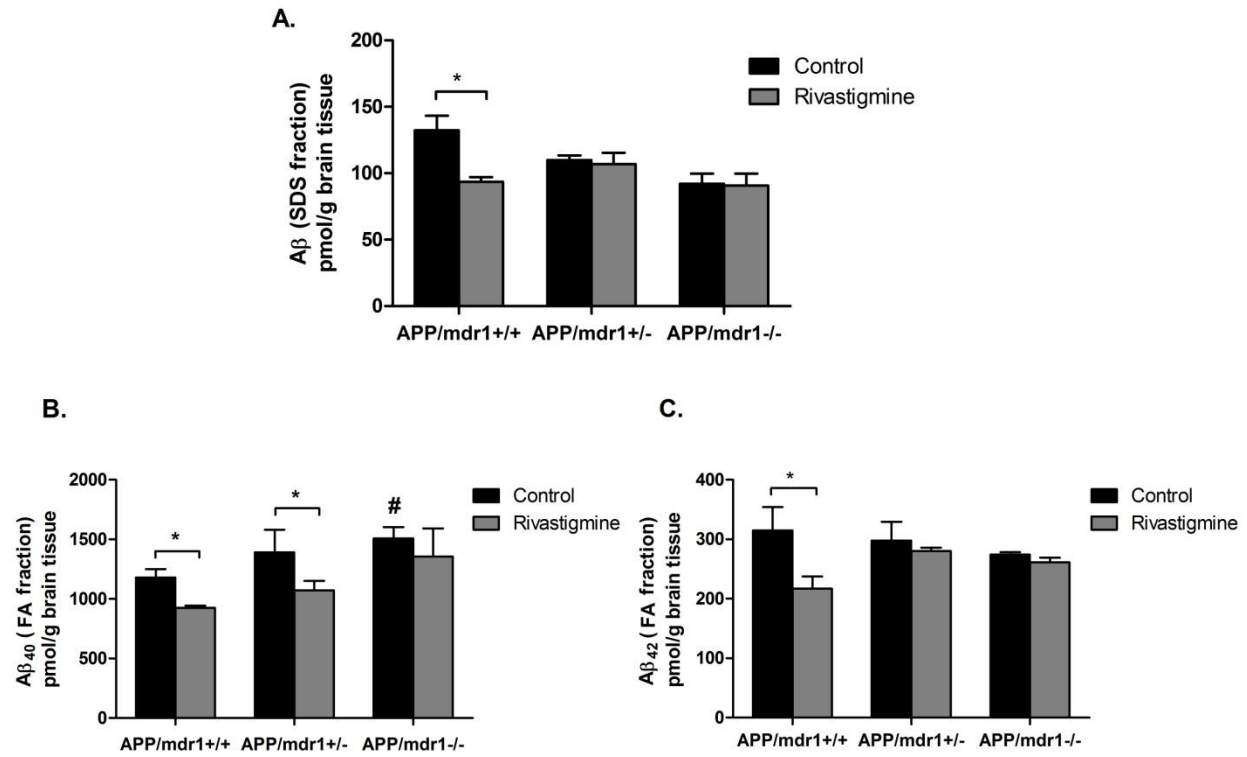 A.
Aβ (SDS fraction)
pmol/g brain tissue
200
150
100
50
0
*
Control
Rivastigmine
APP/mdr1+/+
APP/mdr1+/-
APP/mdr1-/-
B.
Aβ40 ( FA fraction)
pmol/g brain tissue
2000
1500
1000
500
0
*
*
#
Control
Rivastigmine
APP/mdr1+/+
APP/mdr1+/-
APP/mdr1-/-
C.
Aβ42 ( FA fraction)
pmol/g brain tissue
400
300
200
100
0
*
Control
Rivastigmine
APP/mdr1+/+
APP/mdr1+/-
APP/mdr1-/-